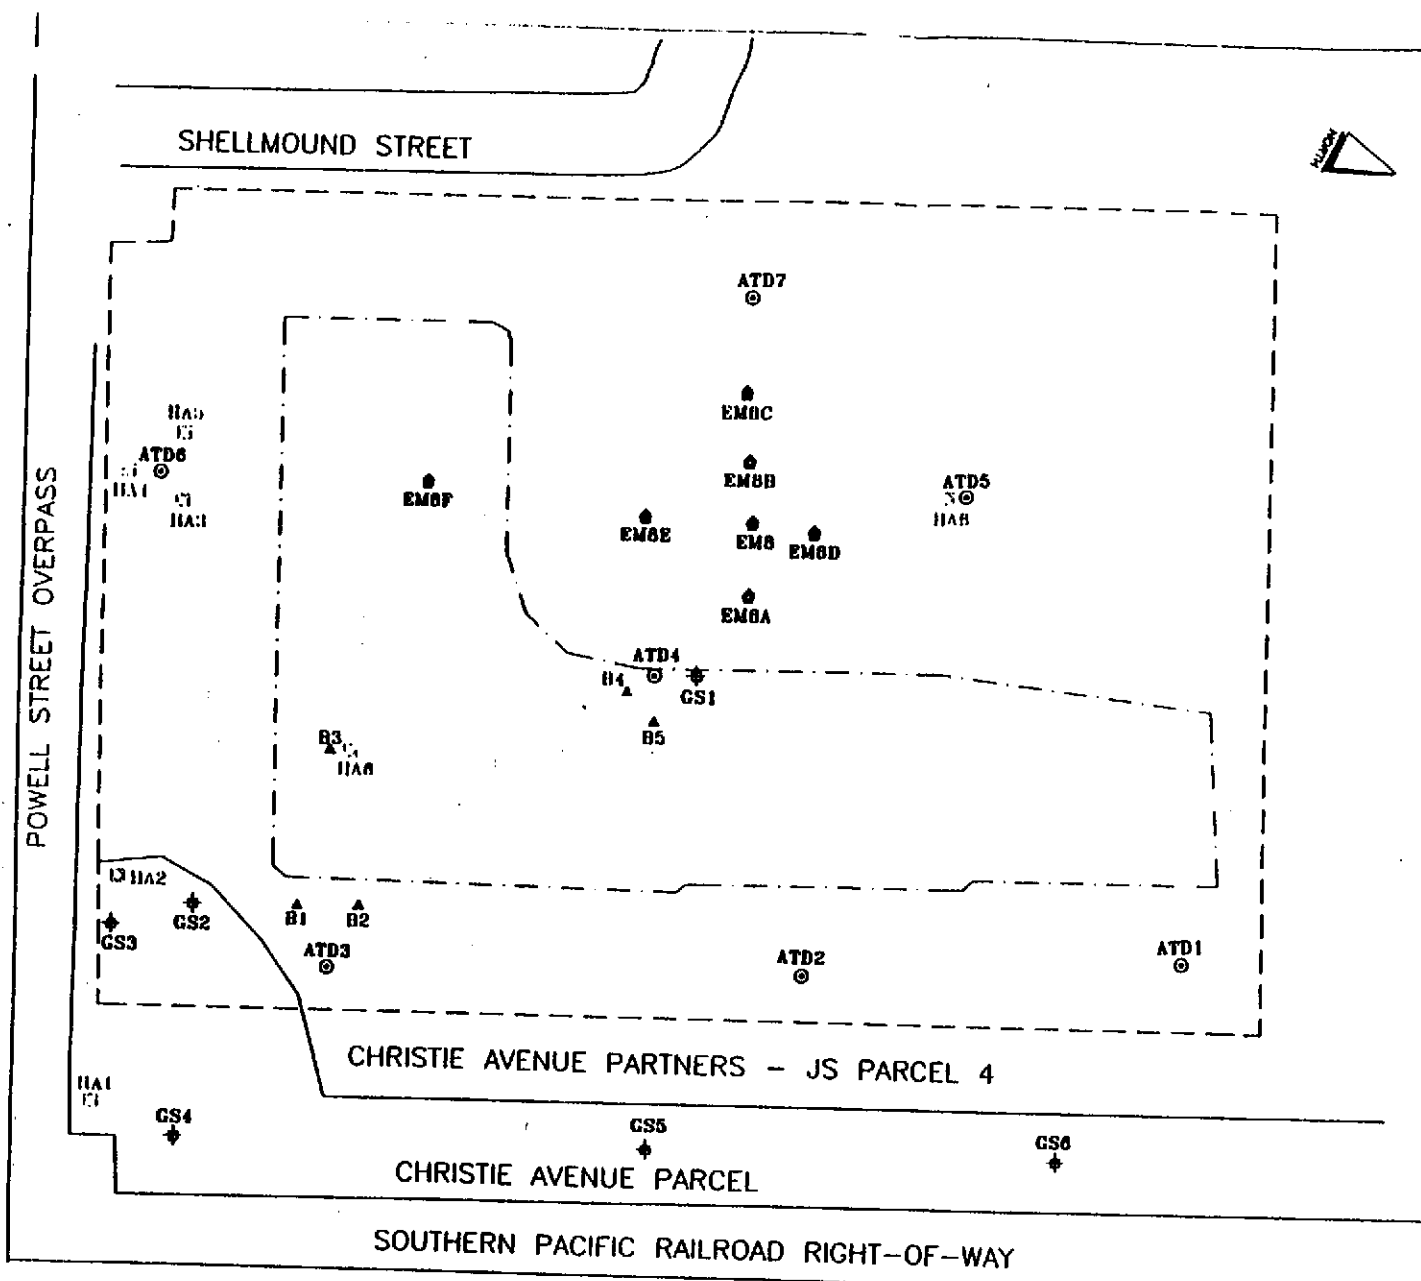 SHELLMOUND STREET
NORTH
ATD7
EM8C
HA5
ATD6
HA4
HA3
EM8F
EM8B
ATD5
EM8E
EM8
EM8D
EM8A
POWELL STREET OVERPASS
ATD4
B4
GS1
B5
B3
HA2
GS2
GS3
B1
B2
ATD3
ATD2
ATD1
CHRISTIE AVENUE PARTNERS - JS PARCEL 4
HA1
GS4
GS5
GS6
CHRISTIE AVENUE PARCEL
SOUTHERN PACIFIC RAILROAD RIGHT-OF-WAY